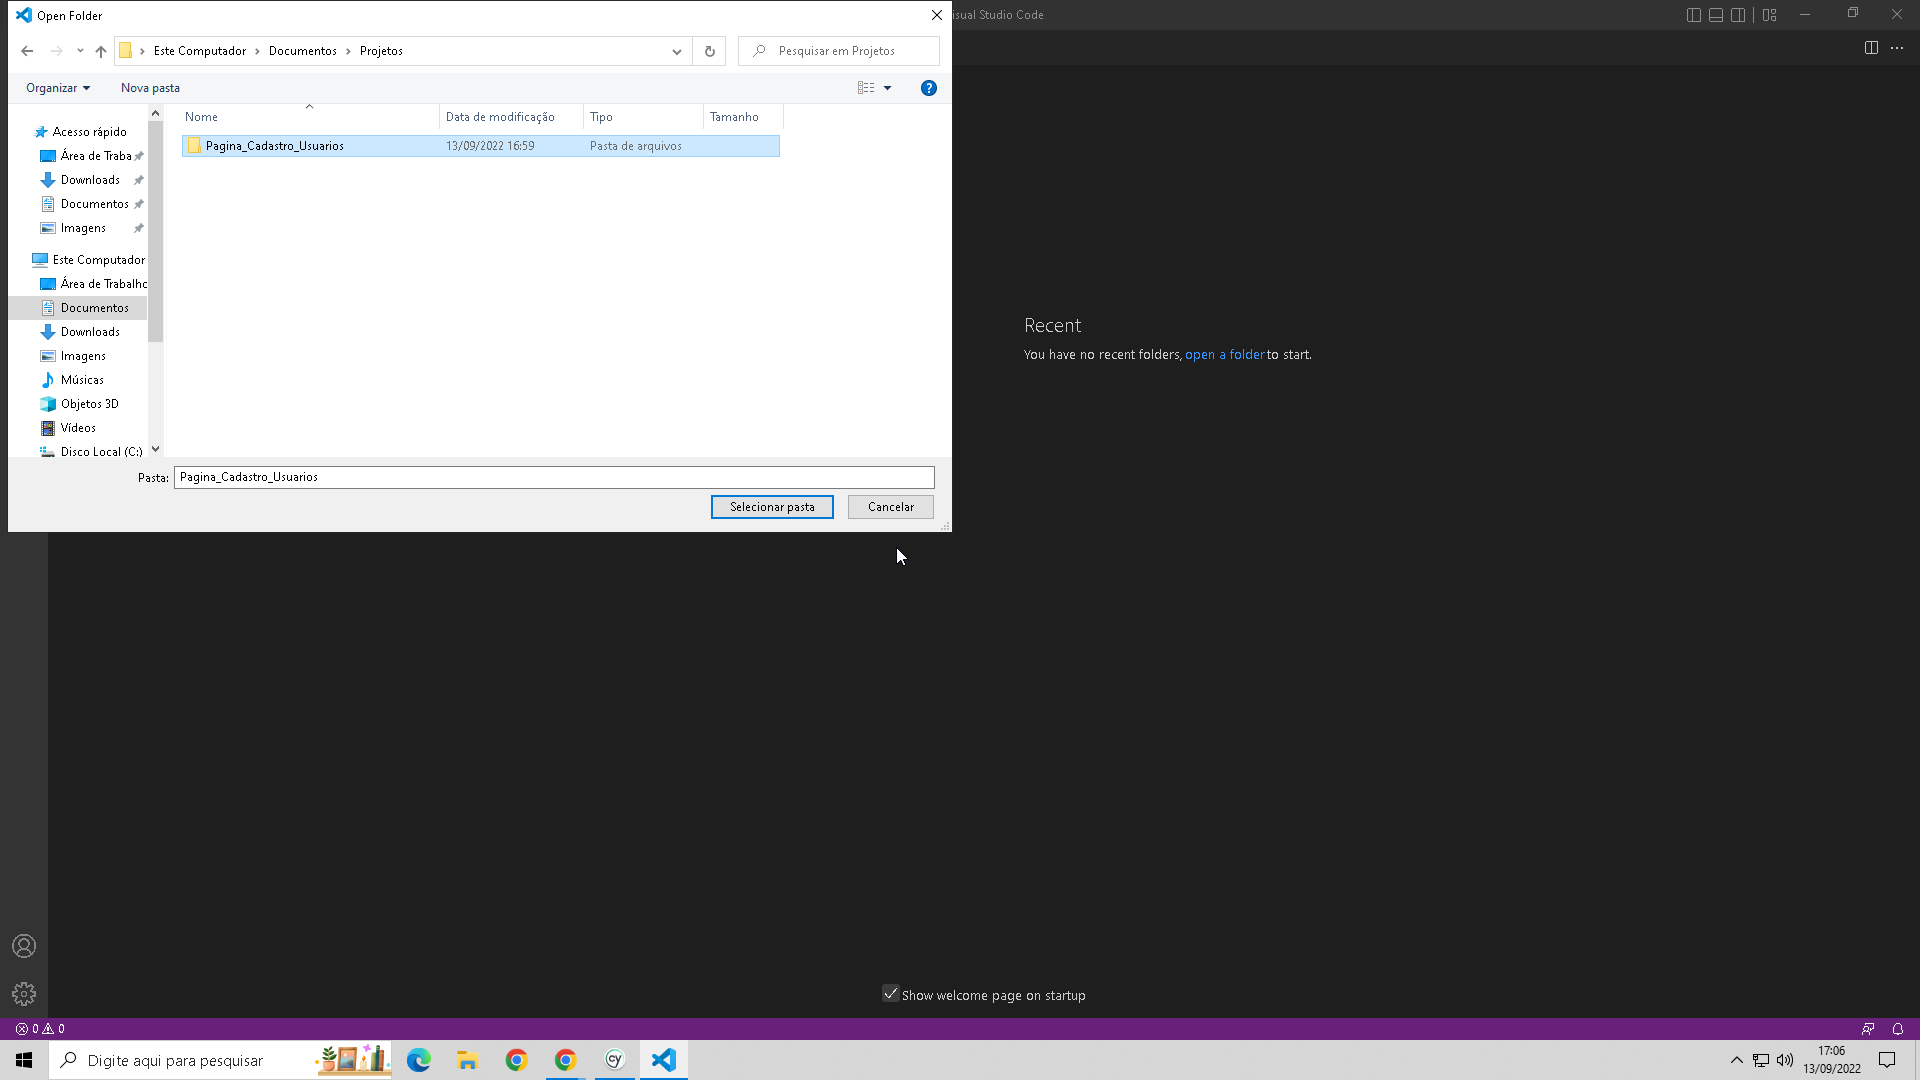 Open Folder
isual Studio Code
Este Computador
Documentos
Projetos
Pesquisar em Projetos
Organizar
Nova pasta
Nome
Data de modificação
Tipo
Tamanho
Pagina_Cadastro_Usuarios
13/09/2022 16:59
Pasta de arquivos
Acesso rápido
Área de Traba
Downloads
Documentos
Imagens
Este Computador
Área de Trabalho
Documentos
Downloads
Imagens
Músicas
Objetos 3D
Vídeos
Disco Local (C:)
Pasta:
Pagina_Cadastro_Usuarios
Selecionar pasta
Cancelar
Recent
You have no recent folders, open a folder to start.
Show welcome page on startup
0 0
Digite aqui para pesquisar
cy
17:06
13/09/2022